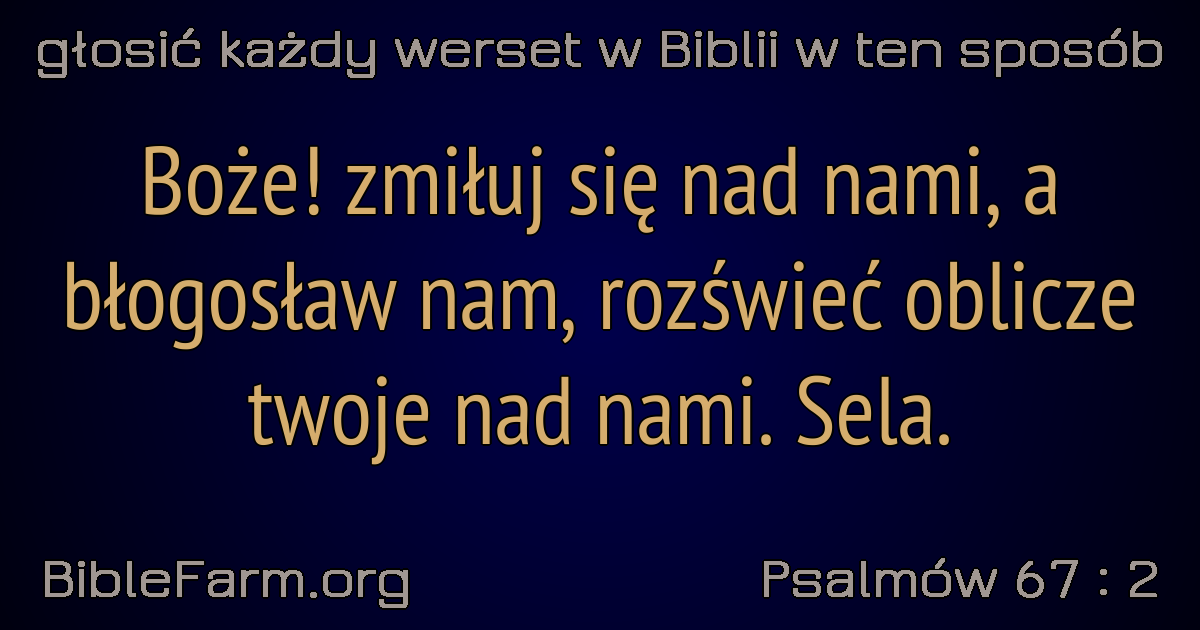 głosić każdy werset w Biblii w ten sposób
Boże! zmiłuj się nad nami, a
błogosław nam, rozświeć oblicze
twoje nad nami. Sela.
BibleFarm.org
Psalmów 67 : 2